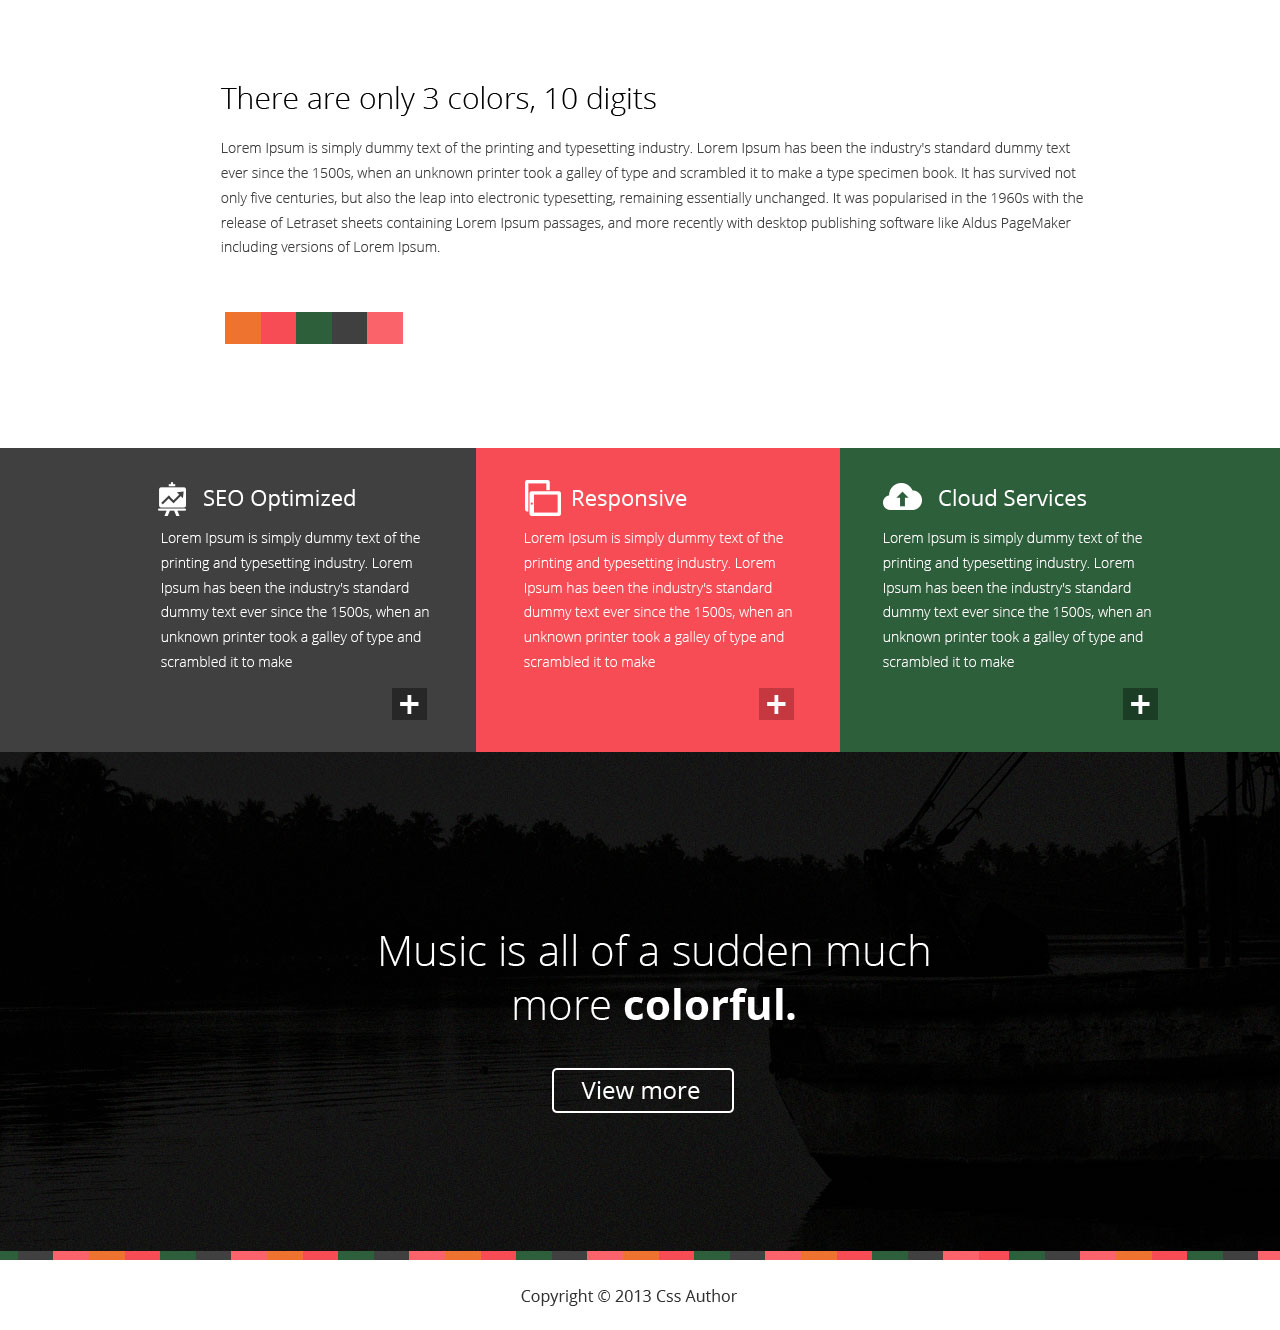 There are only 3 colors, 10 digits
Lorem Ipsum is simply dummy text of the printing and typesetting industry. Lorem Ipsum has been the industry's standard dummy text
ever since the 1500s, when an unknown printer took a galley of type and scrambled it to make a type specimen book. It has survived not
only five centuries, but also the leap into electronic typesetting, remaining essentially unchanged. It was popularised in the 1960s with the
release of Letraset sheets containing Lorem Ipsum passages, and more recently with desktop publishing software like Aldus PageMaker
including versions of Lorem Ipsum.
SEO Optimized
Lorem Ipsum is simply dummy text of the
printing and typesetting industry. Lorem
Ipsum has been the industry's standard
dummy text ever since the 1500s, when an
unknown printer took a galley of type and
scrambled it to make
Responsive
Lorem Ipsum is simply dummy text of the
printing and typesetting industry. Lorem
Ipsum has been the industry's standard
dummy text ever since the 1500s, when an
unknown printer took a galley of type and
scrambled it to make
Cloud Services
Lorem Ipsum is simply dummy text of the
printing and typesetting industry. Lorem
Ipsum has been the industry's standard
dummy text ever since the 1500s, when an
unknown printer took a galley of type and
scrambled it to make
Music is all of a sudden much
more colorful.
View more
Copyright © 2013 Css Author